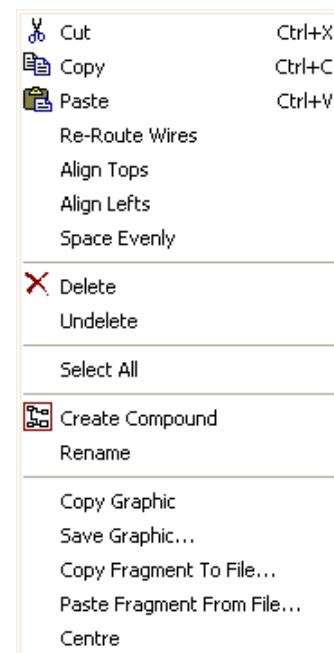 Cut Ctrl+X
Copy Ctrl+C
Paste Ctrl+V
Re-Route Wires
Align Tops
Align Lefts
Space Evenly
Delete
Undelete
Select All
Create Compound
Rename
Copy Graphic
Save Graphic...
Copy Fragment To File...
Paste Fragment From File...
Centre